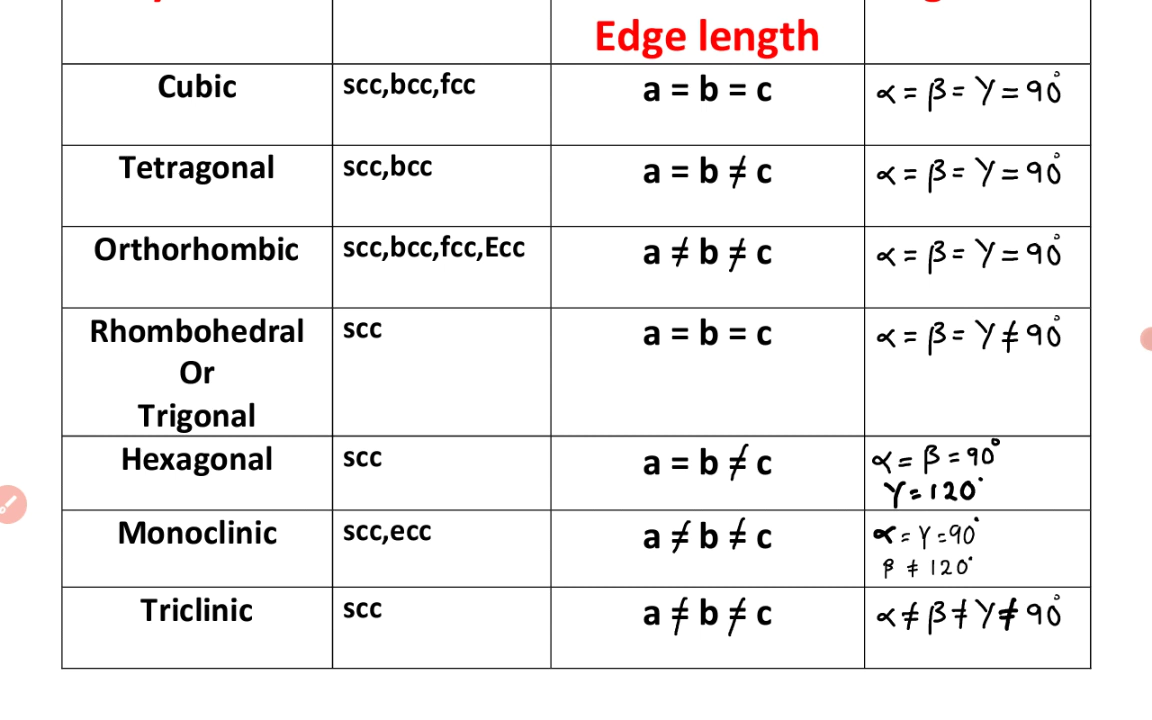 Edge length
Cubic scc,bcc,fcc a = b = c α = β = γ = 90°
Tetragonal scc,bcc a = b ≠ c α = β = γ = 90°
Orthorhombic scc,bcc,fcc,Ecc a ≠ b ≠ c α = β = γ = 90°
Rhombohedral scc a = b = c α = β = γ ≠ 90°
Or
Trigonal
Hexagonal scc a = b ≠ c α = β = 90°
γ = 120°
Monoclinic scc,ecc a ≠ b ≠ c α = γ = 90°
β ≠ 120°
Triclinic scc a ≠ b ≠ c α ≠ β ≠ γ ≠ 90°